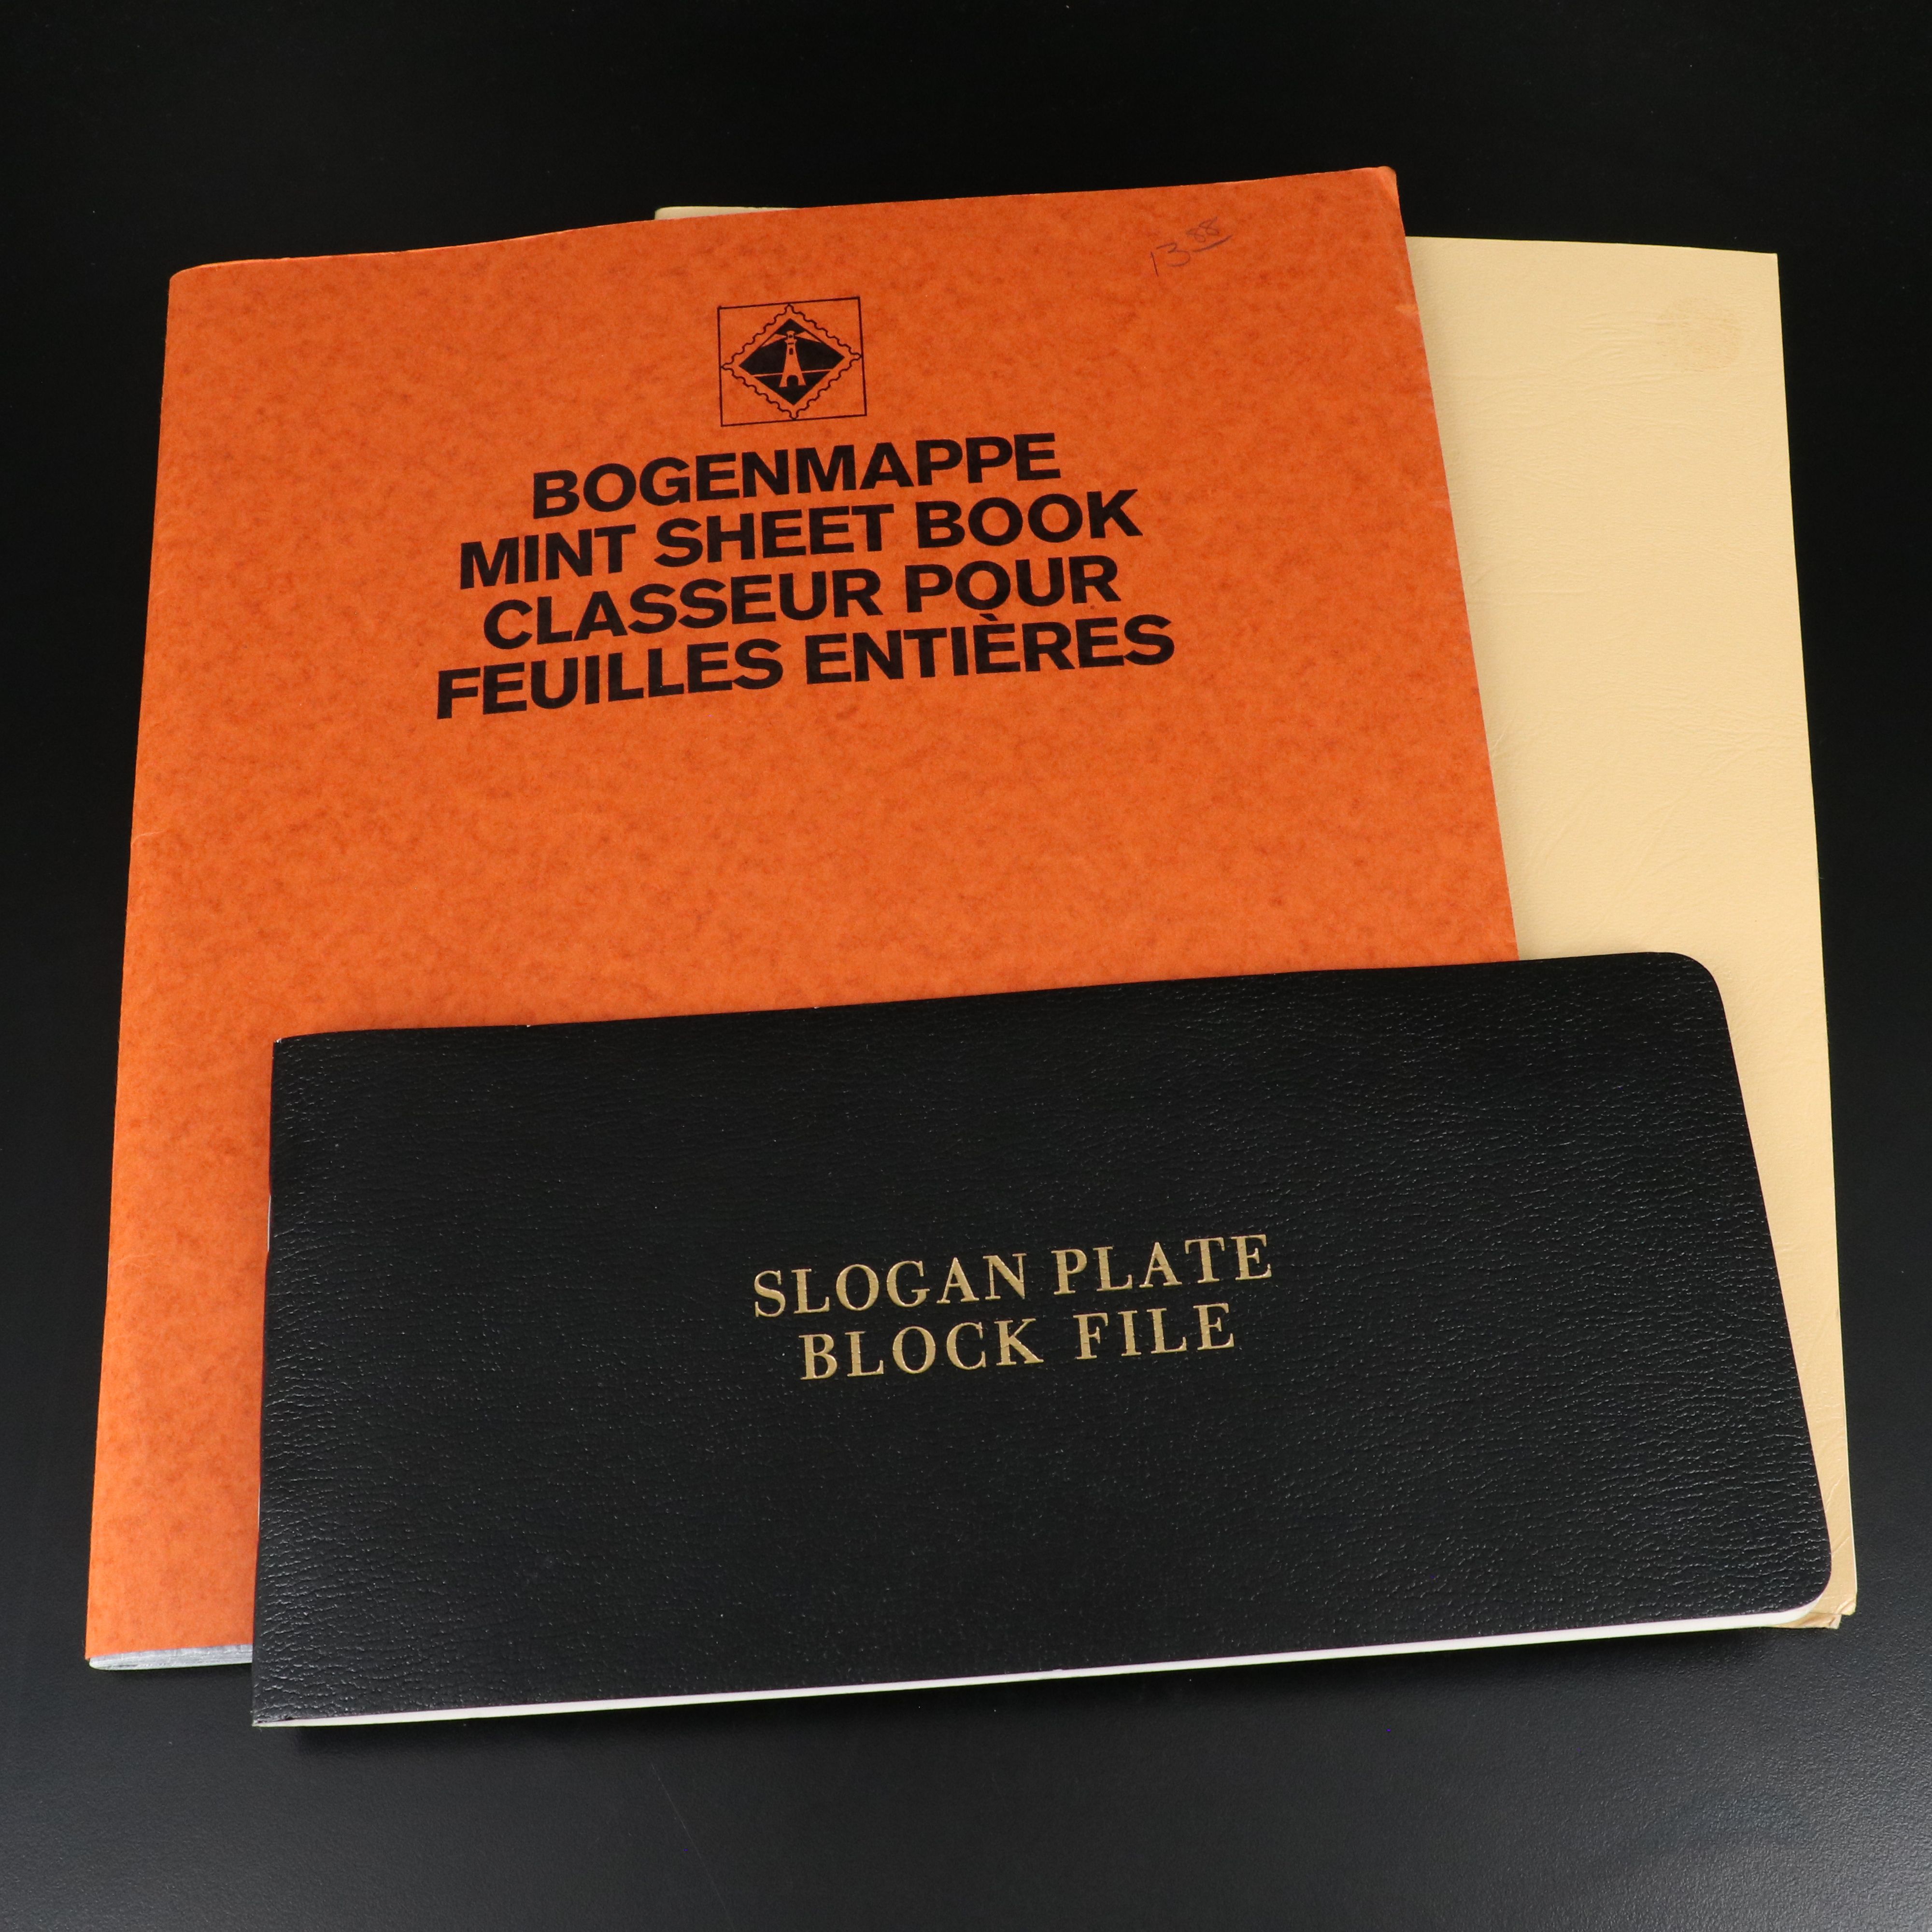 13.88
BOGENMAPPE
MINT SHEET BOOK
CLASSEUR POUR
FEUILLES ENTIÈRES
SLOGAN PLATE
BLOCK FILE